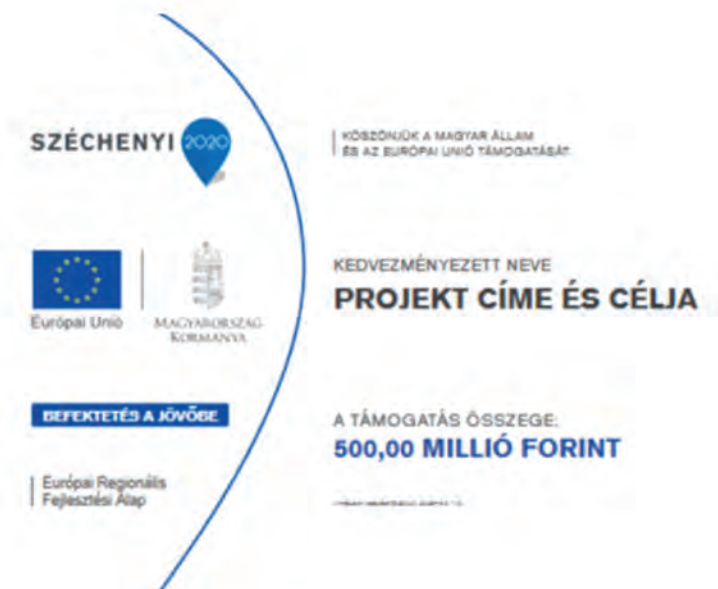 SZÉCHENYI 2020
KÖSZÖNJÜK A MAGYAR ÁLLAM
ÉS AZ EURÓPAI UNIÓ TÁMOGATÁSÁT.
Európai Unió
MAGYARORSZÁG
KORMÁNYA
KEDVEZMÉNYEZETT NEVE
PROJEKT CÍME ÉS CÉLJA
BEFEKTETÉS A JÖVŐBE
A TÁMOGATÁS ÖSSZEGE:
500,00 MILLIÓ FORINT
Európai Regionális
Fejlesztési Alap